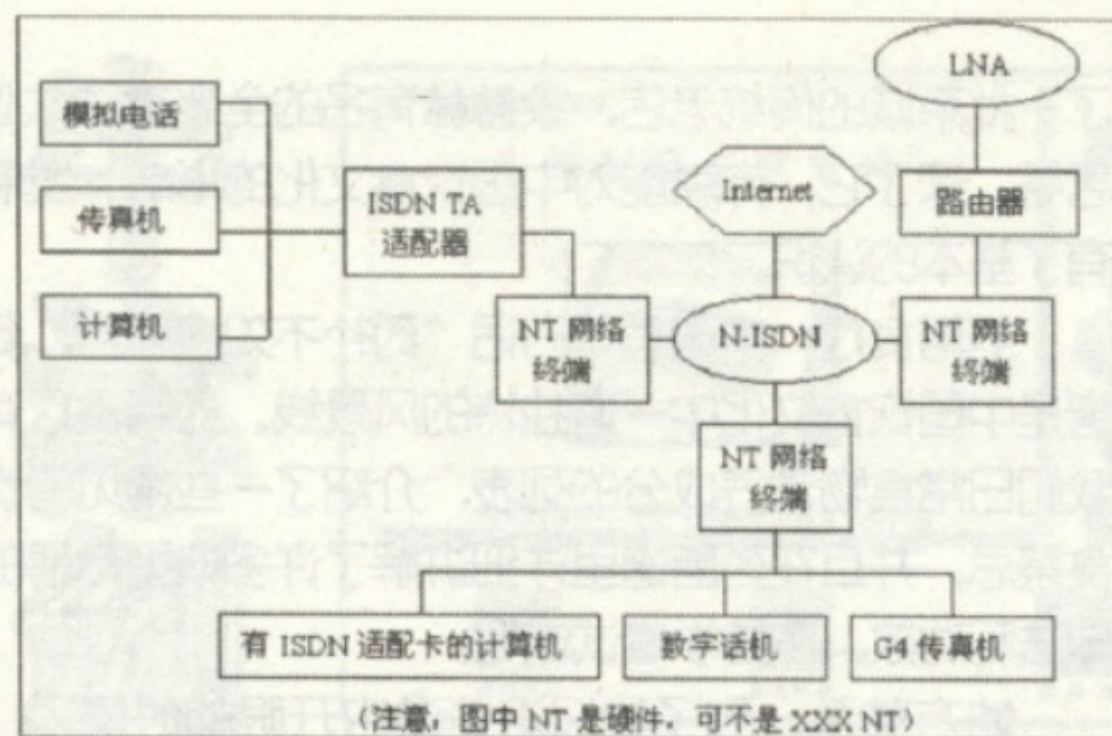 LNA
模拟电话
传真机
计算机
ISDN TA
适配器
Internet
路由器
NT 网络
终端
N-ISDN
NT 网络
终端
NT 网络
终端
有 ISDN 适配卡的计算机
数字话机
G4 传真机
(注意，图中 NT 是硬件，可不是 XXX NT)